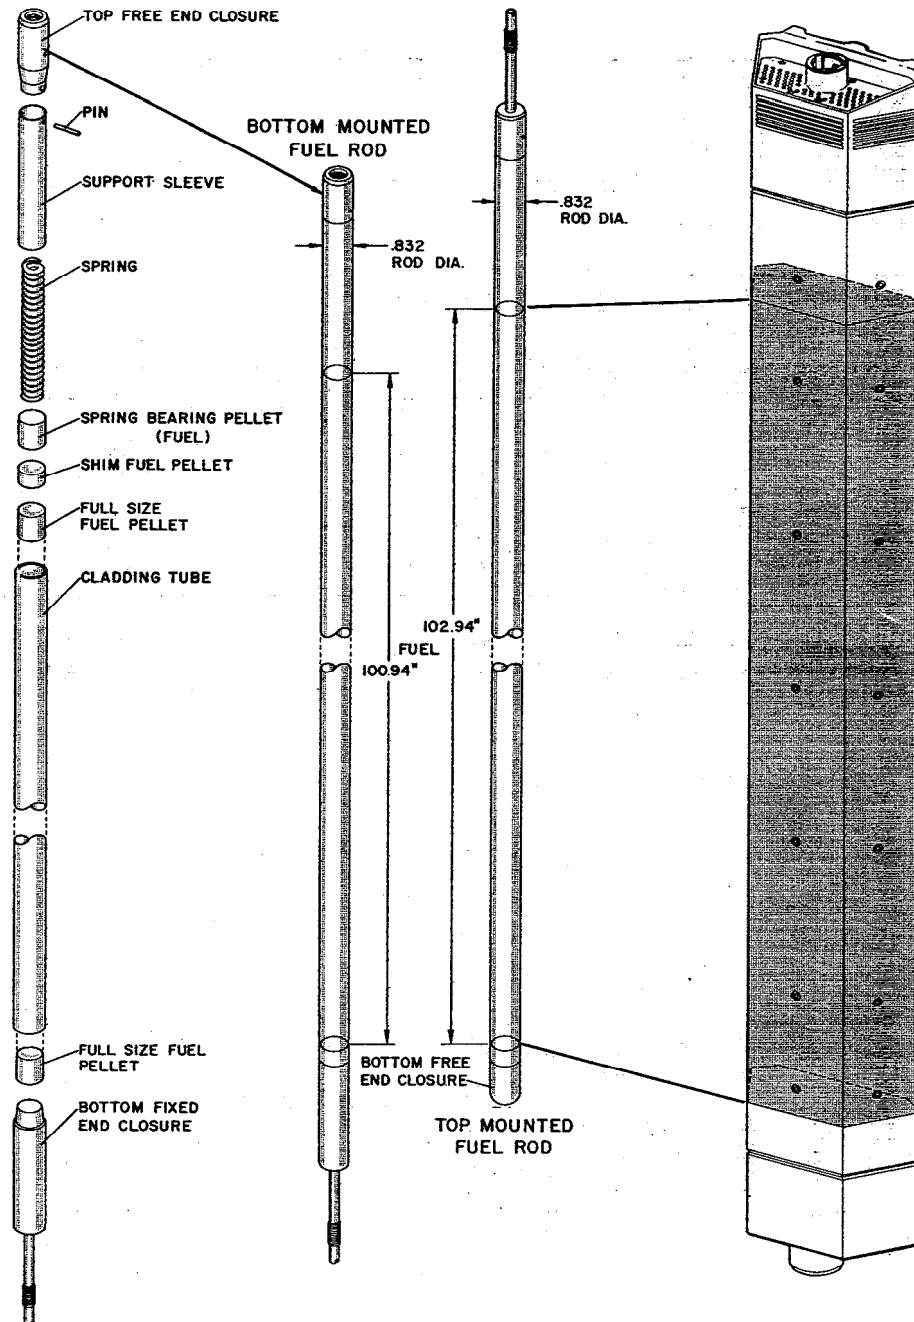 TOP FREE END CLOSURE
PIN
SUPPORT SLEEVE
SPRING
SPRING BEARING PELLET
(FUEL)
SHIM FUEL PELLET
FULL SIZE
FUEL PELLET
CLADDING TUBE
FULL SIZE FUEL
PELLET
BOTTOM FIXED
END CLOSURE
BOTTOM MOUNTED
FUEL ROD
.832
ROD DIA.
.832
ROD DIA.
102.94"
FUEL
100.94"
BOTTOM FREE
END CLOSURE
TOP MOUNTED
FUEL ROD